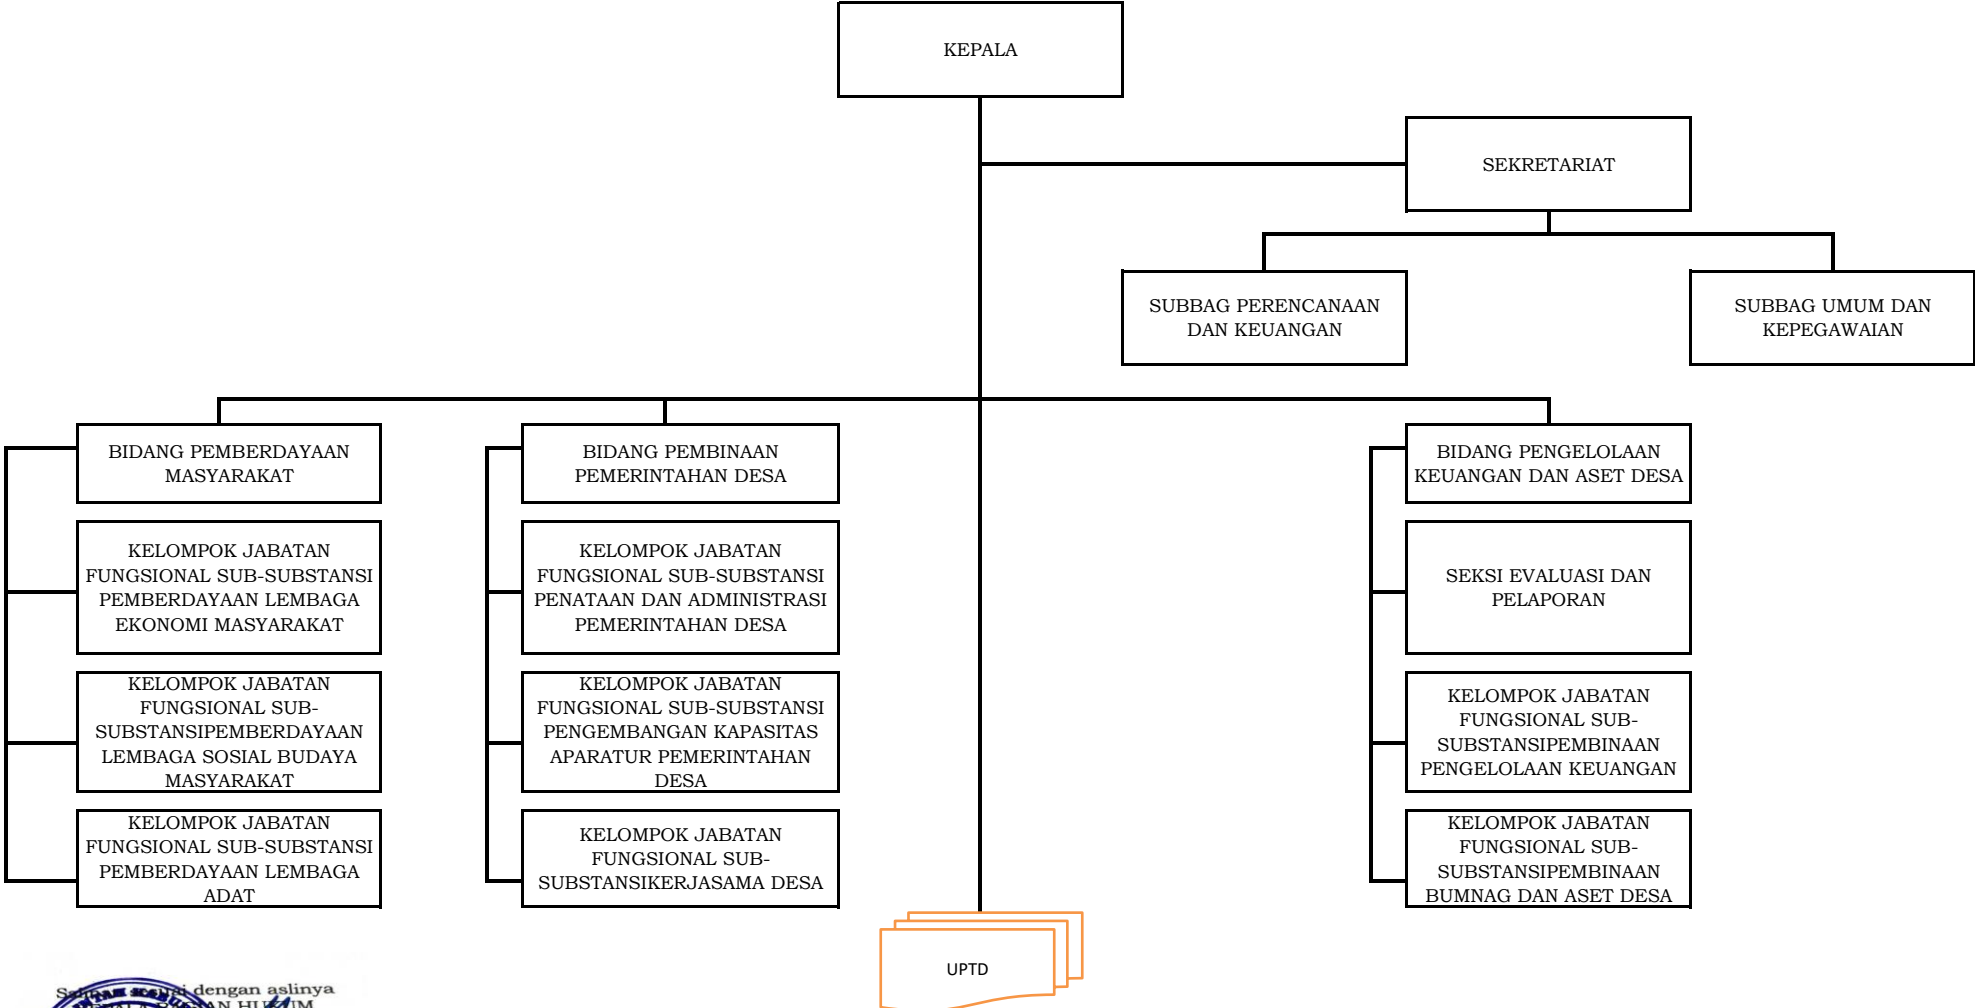 KEPALA
SEKRETARIAT
SUBBAG PERENCANAAN
DAN KEUANGAN
SUBBAG UMUM DAN
KEPEGAWAIAN
BIDANG PEMBERDAYAAN
MASYARAKAT
KELOMPOK JABATAN
FUNGSIONAL SUB-SUBSTANSI
PEMBERDAYAAN LEMBAGA
EKONOMI MASYARAKAT
KELOMPOK JABATAN
FUNGSIONAL SUB-
SUBSTANSIPEMBERDAYAAN
LEMBAGA SOSIAL BUDAYA
MASYARAKAT
KELOMPOK JABATAN
FUNGSIONAL SUB-SUBSTANSI
PEMBERDAYAAN LEMBAGA
ADAT
BIDANG PEMBINAAN
PEMERINTAHAN DESA
KELOMPOK JABATAN
FUNGSIONAL SUB-SUBSTANSI
PENATAAN DAN ADMINISTRASI
PEMERINTAHAN DESA
KELOMPOK JABATAN
FUNGSIONAL SUB-SUBSTANSI
PENGEMBANGAN KAPASITAS
APARATUR PEMERINTAHAN
DESA
KELOMPOK JABATAN
FUNGSIONAL SUB-
SUBSTANSIKERJASAMA DESA
BIDANG PENGELOLAAN
KEUANGAN DAN ASET DESA
SEKSI EVALUASI DAN
PELAPORAN
KELOMPOK JABATAN
FUNGSIONAL SUB-
SUBSTANSIPEMBINAAN
PENGELOLAAN KEUANGAN
KELOMPOK JABATAN
FUNGSIONAL SUB-
SUBSTANSIPEMBINAAN
BUMNAG DAN ASET DESA
UPTD
dengan aslinya
HUKUM